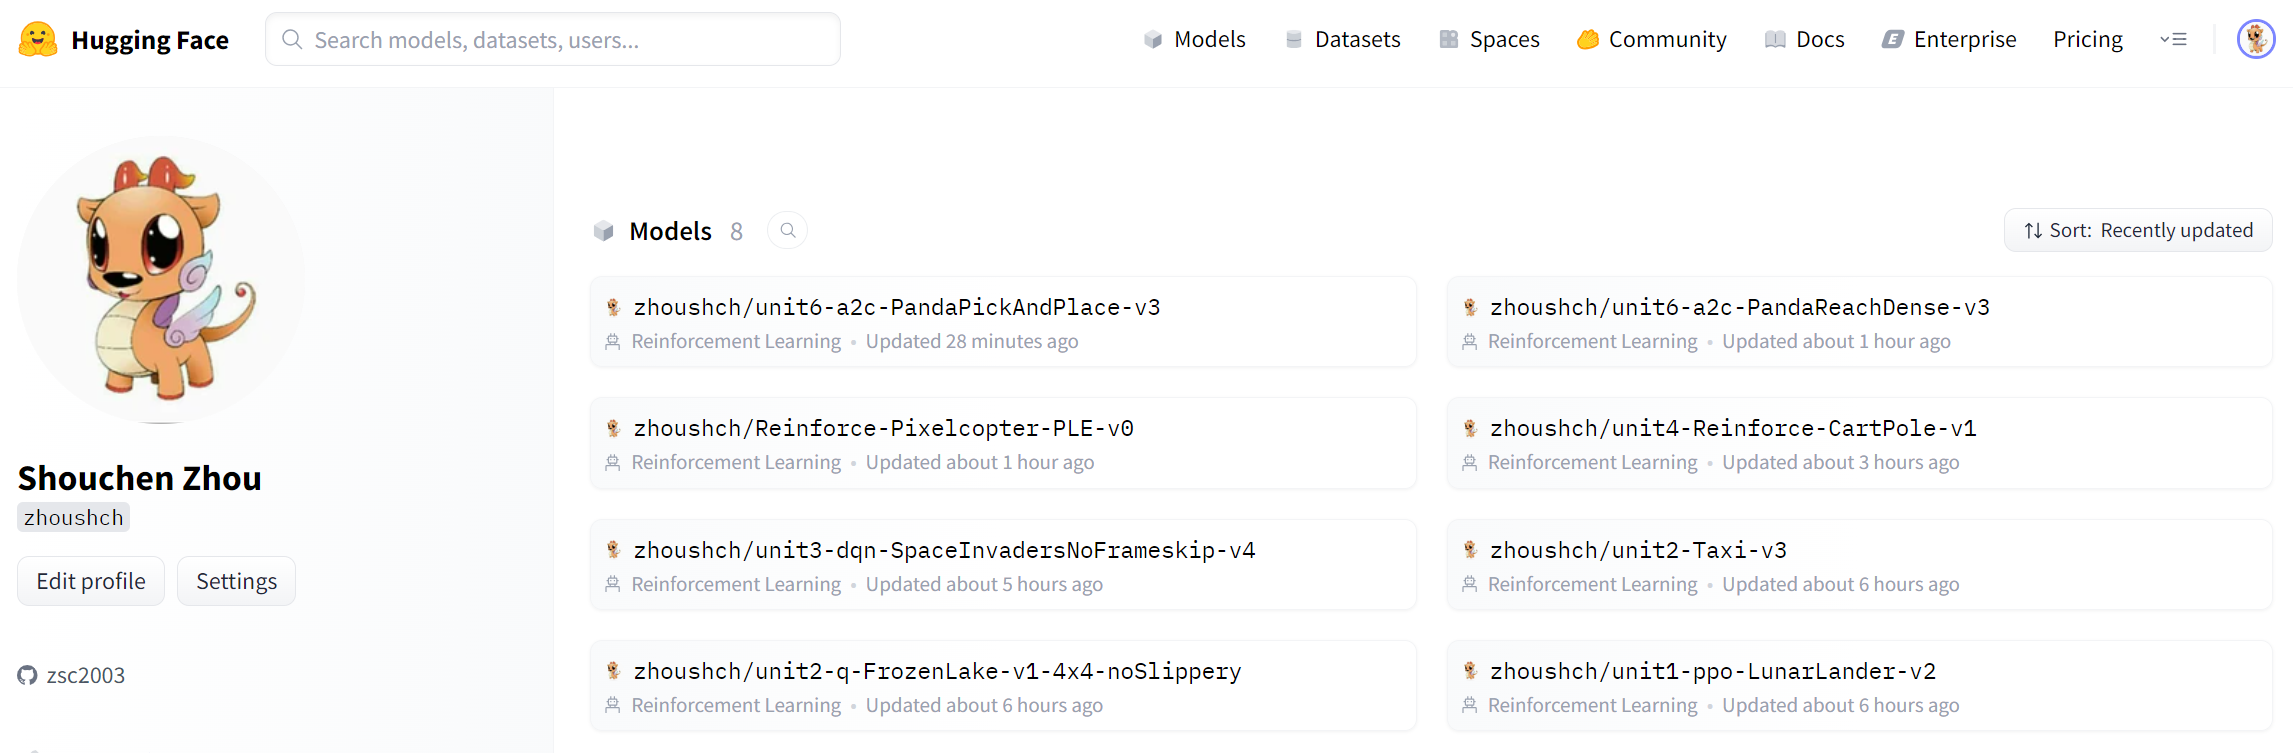 Hugging Face
Search models, datasets, users...
Models
Datasets
Spaces
Community
Docs
Enterprise
Pricing
Shouchen Zhou
zhoushch
Edit profile
Settings
zsc2003
Models 8
Sort: Recently updated
zhoushch/unit6-a2c-PandaPickAndPlace-v3
Reinforcement Learning • Updated 28 minutes ago
zhoushch/unit6-a2c-PandaReachDense-v3
Reinforcement Learning • Updated about 1 hour ago
zhoushch/Reinforce-Pixelcopter-PLE-v0
Reinforcement Learning • Updated about 1 hour ago
zhoushch/unit4-Reinforce-CartPole-v1
Reinforcement Learning • Updated about 3 hours ago
zhoushch/unit3-dqn-SpaceInvadersNoFrameskip-v4
Reinforcement Learning • Updated about 5 hours ago
zhoushch/unit2-Taxi-v3
Reinforcement Learning • Updated about 6 hours ago
zhoushch/unit2-q-FrozenLake-v1-4x4-noSlippery
Reinforcement Learning • Updated about 6 hours ago
zhoushch/unit1-ppo-LunarLander-v2
Reinforcement Learning • Updated about 6 hours ago